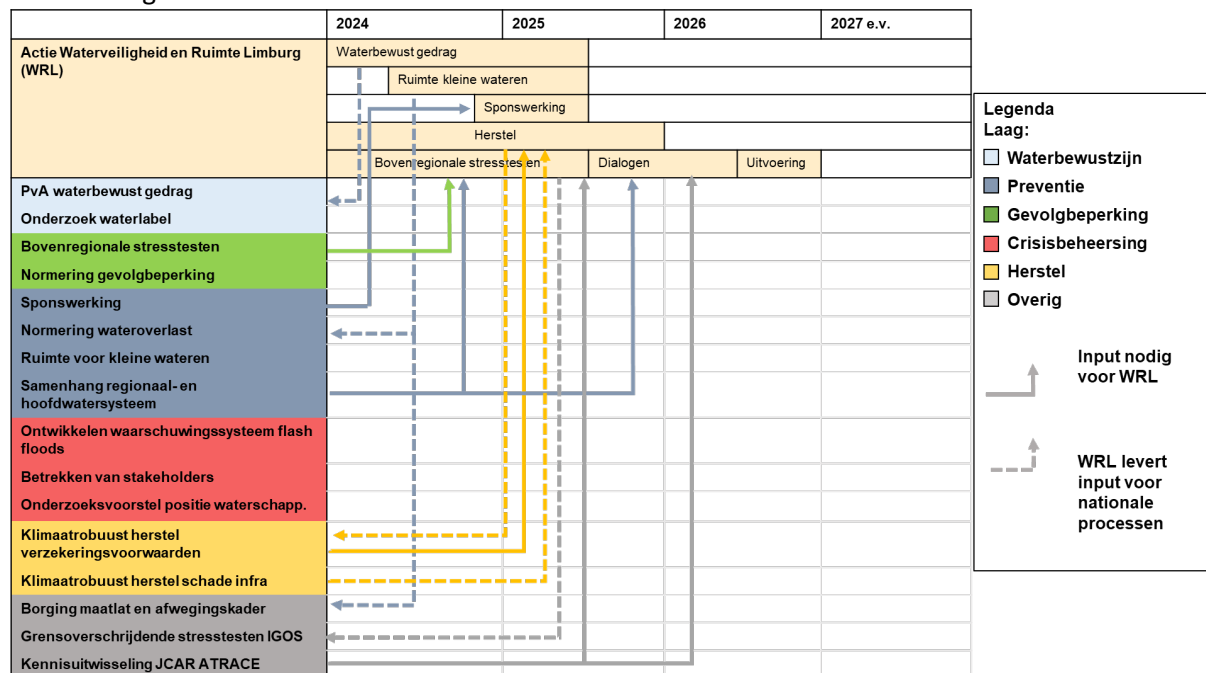 2024 2025 2026 2027 e.v.
Actie Waterveiligheid en Ruimte Limburg
(WRL)
Waterbewust gedrag
Ruimte kleine wateren
Sponswerking
Herstel
Bovenregionale stresstesten Dialogen Uitvoering
PvA waterbewust gedrag
Onderzoek waterlabel
Bovenregionale stresstesten
Normering gevolgbeperking
Sponswerking
Normering wateroverlast
Ruimte voor kleine wateren
Samenhang regionaal- en
hoofdwatersysteem
Ontwikkelen waarschuwingssysteem flash
floods
Betrekken van stakeholders
Onderzoeksvoorstel positie waterschapp.
Klimaatrobuust herstel
verzekeringsvoorwaarden
Klimaatrobuust herstel schade infra
Borging maatlat en afwegingskader
Grensoverschrijdende stresstesten IGOS
Kennisuitwisseling JCAR ATRACE
Legenda
Laag:
Waterbewustzijn
Preventie
Gevolgbeperking
Crisisbeheersing
Herstel
Overig
Input nodig
voor WRL
WRL levert
input voor
nationale
processen